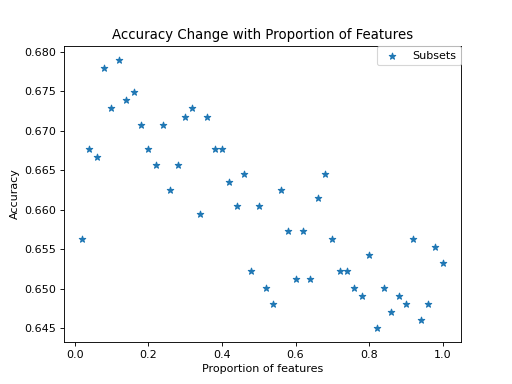 Accuracy Change with Proportion of Features
Subsets
0.680
0.675
0.670
0.665
0.660
0.655
0.650
0.645
Accuracy
0.0 0.2 0.4 0.6 0.8 1.0
Proportion of features